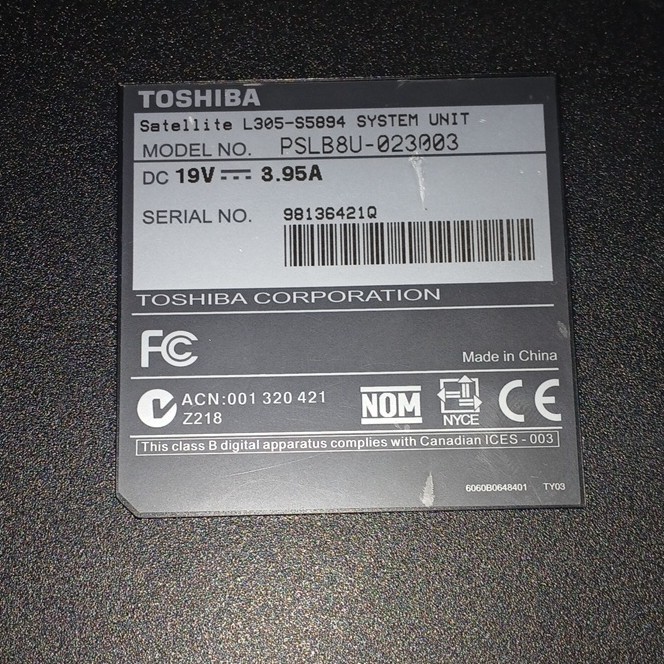 TOSHIBA
Satellite L305-S5894 SYSTEM UNIT
MODEL NO. PSLB8U-023003
DC 19V⎓ 3.95A
SERIAL NO. 98136421Q
TOSHIBA CORPORATION
FC
Made in China
ACN:001 320 421
Z218
NOM
NYCE
CE
This class B digital apparatus complies with Canadian ICES - 003
6060B0648401 TY03